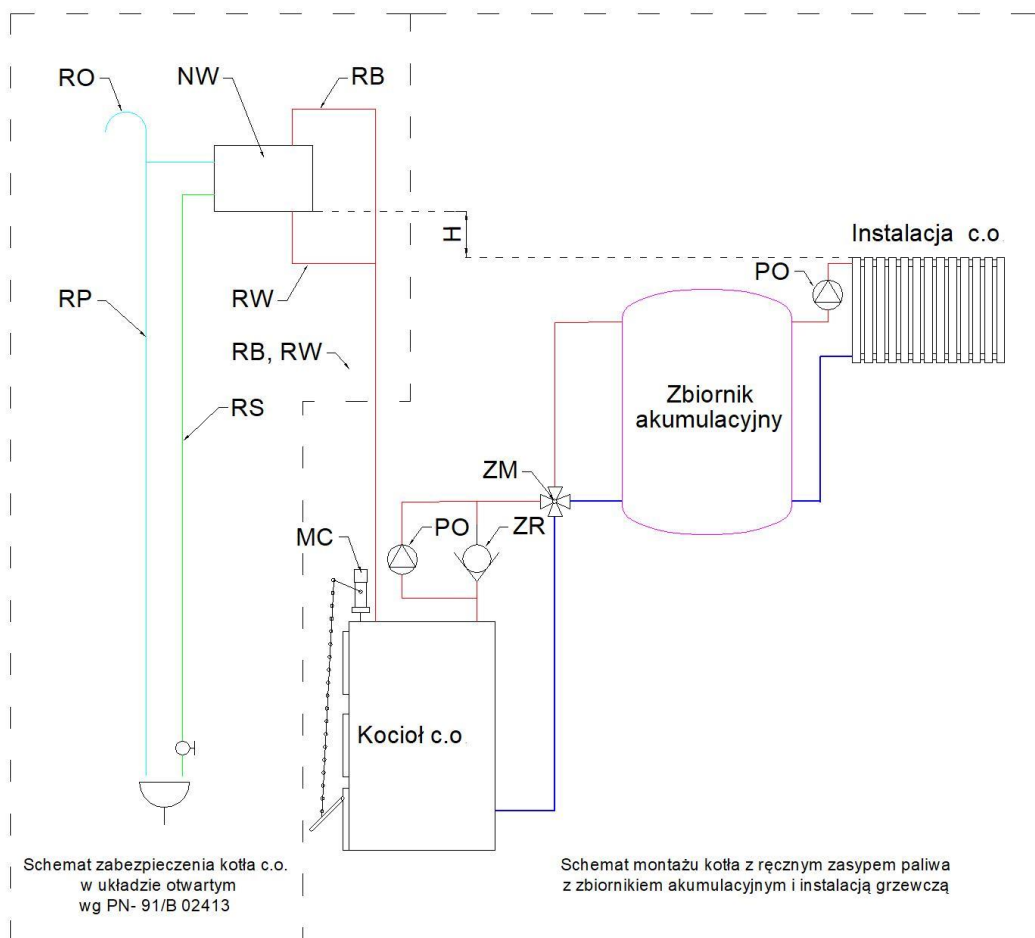 RO
NW
RB
H
Instalacja c.o.
PO
RP
RW
RB, RW
Zbiornik
akumulacyjny
RS
ZM
PO
ZR
MC
Kocioł c.o.
Schemat zabezpieczenia kotła c.o.
w układzie otwartym
wg PN- 91/B 02413
Schemat montażu kotła z ręcznym zasypem paliwa
z zbiornikiem akumulacyjnym i instalacją grzewczą